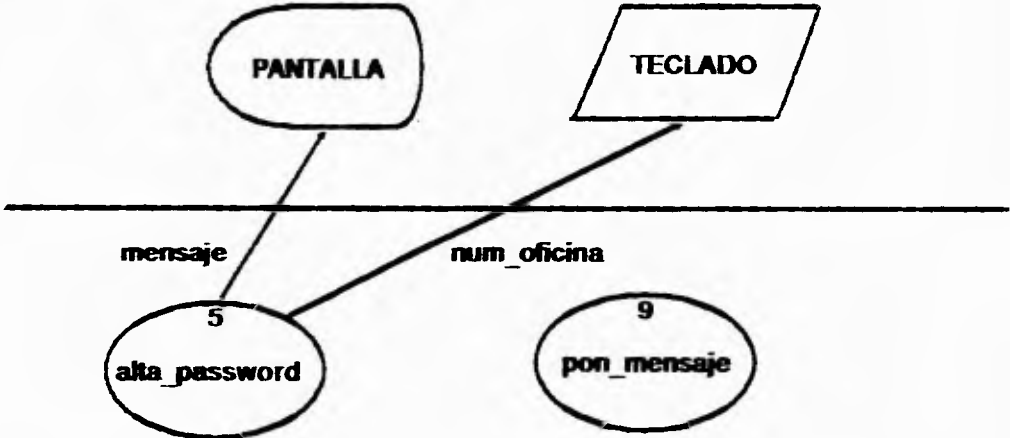 PANTALLA
TECLADO
mensaje
num_oficina
5
alta_password
9
pon_mensaje